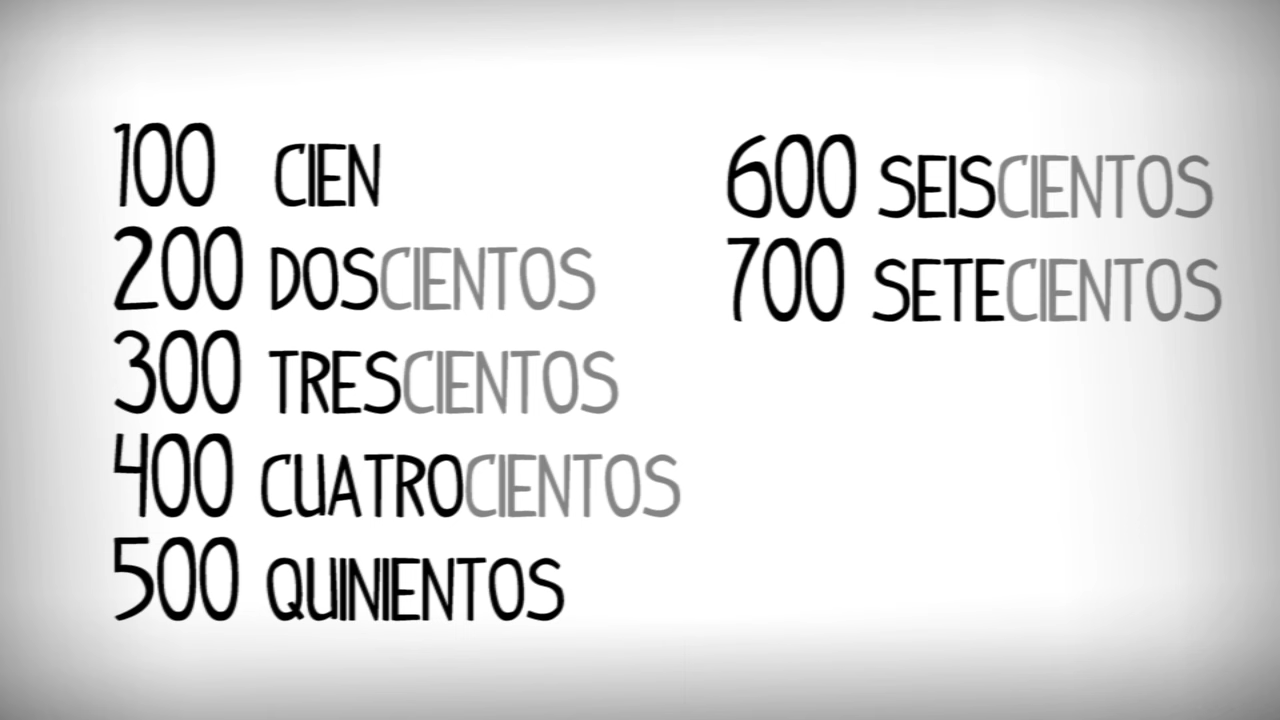 100 CIEN
200 DOSCIENTOS
300 TRESCIENTOS
400 CUATROCIENTOS
500 QUINIENTOS
600 SEISCIENTOS
700 SETECIENTOS